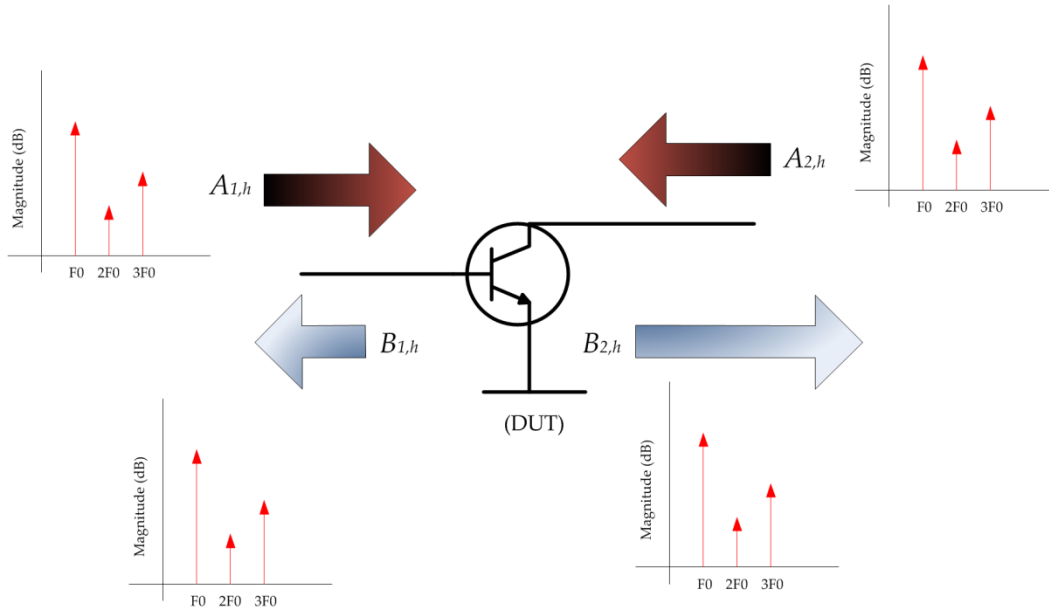 Magnitude (dB)
F0 2F0 3F0
A1,h
A2,h
Magnitude (dB)
F0 2F0 3F0
B1,h
B2,h
(DUT)
Magnitude (dB)
F0 2F0 3F0
Magnitude (dB)
F0 2F0 3F0